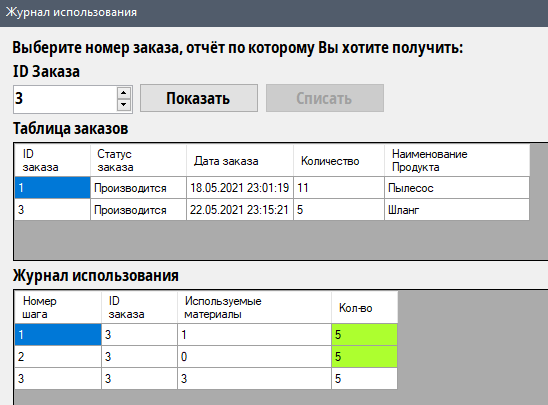 Журнал использования
Выберите номер заказа, отчёт по которому Вы хотите получить:
ID Заказа
3 Показать Списать
Таблица заказов
ID заказа Статус заказа Дата заказа Количество Наименование Продукта
1 Производится 18.05.2021 23:01:19 11 Пылесос
3 Производится 22.05.2021 23:15:21 5 Шланг
Журнал использования
Номер шага ID заказа Используемые материалы Кол-во
1 3 1 5
2 3 0 5
3 3 3 5